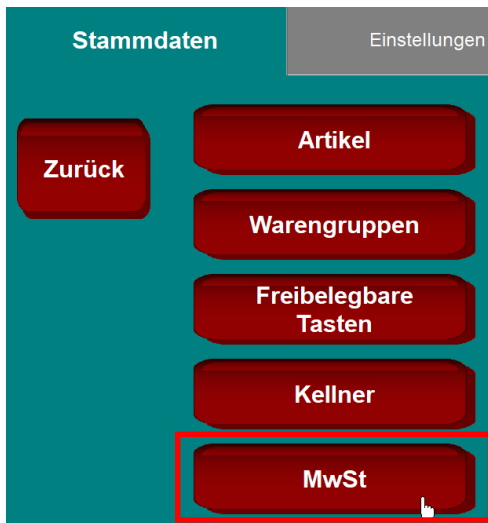 Stammdaten
Einstellungen
Zurück
Artikel
Warengruppen
Freibelegbare
Tasten
Kellner
MwSt